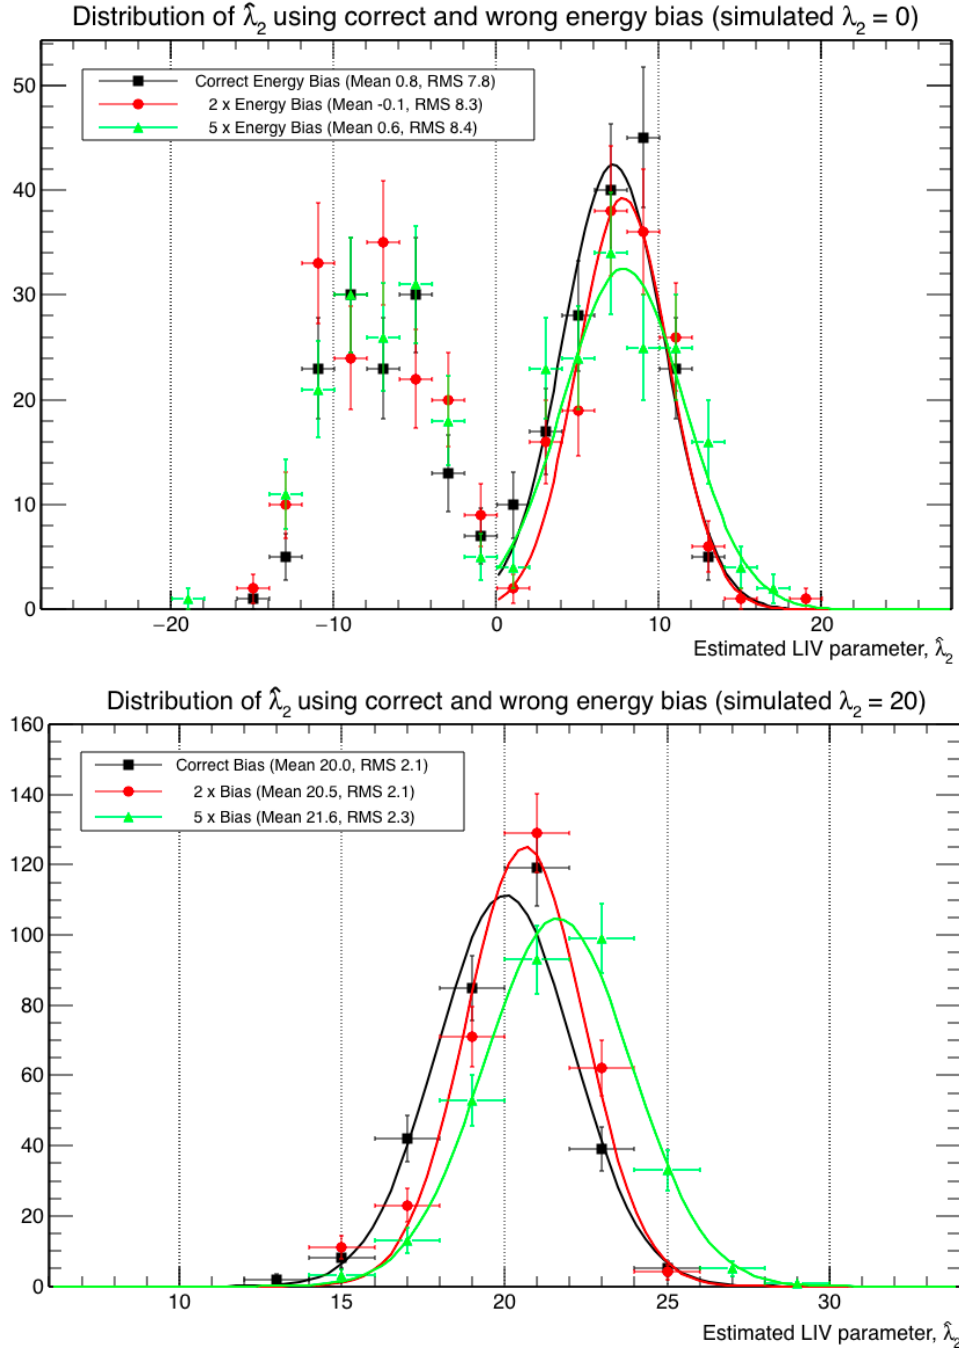 Distribution of λ̂₂ using correct and wrong energy bias (simulated λ₂ = 0)
50
40
30
20
10
0
Correct Energy Bias (Mean 0.8, RMS 7.8)
2 x Energy Bias (Mean -0.1, RMS 8.3)
5 x Energy Bias (Mean 0.6, RMS 8.4)
−20 −10 0 10 20
Estimated LIV parameter, λ̂₂
Distribution of λ̂₂ using correct and wrong energy bias (simulated λ₂ = 20)
160
140
120
100
80
60
40
20
0
Correct Bias (Mean 20.0, RMS 2.1)
2 x Bias (Mean 20.5, RMS 2.1)
5 x Bias (Mean 21.6, RMS 2.3)
10 15 20 25 30
Estimated LIV parameter, λ̂₂